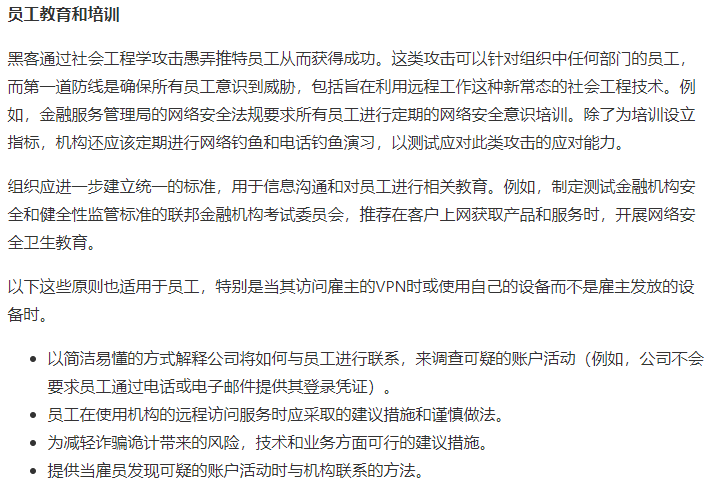 员工教育和培训
黑客通过社会工程学攻击愚弄推特员工从而获得成功。这类攻击可以针对组织中任何部门的员工，
而第一道防线是确保所有员工意识到威胁，包括旨在利用远程工作这种新常态的社会工程技术。例
如，金融服务管理局的网络安全法规要求所有员工进行定期的网络安全意识培训。除了为培训设立
指标，机构还应该定期进行网络钓鱼和电话钓鱼演习，以测试应对此类攻击的应对能力。
组织应进一步建立统一的标准，用于信息沟通和对员工进行相关教育。例如，制定测试金融机构安
全和健全性监管标准的联邦金融机构考试委员会，推荐在客户上网获取产品和服务时，开展网络安
全卫生教育。
以下这些原则也适用于员工，特别是当其访问雇主的VPN时或使用自己的设备而不是雇主发放的设
备时。
• 以简洁易懂的方式解释公司将如何与员工进行联系，来调查可疑的账户活动（例如，公司不会
要求员工通过电话或电子邮件提供其登录凭证）。
• 员工在使用机构的远程访问服务时应采取的建议措施和谨慎做法。
• 为减轻诈骗诡计带来的风险，技术和业务方面可行的建议措施。
• 提供当雇员发现可疑的账户活动时与机构联系的方法。